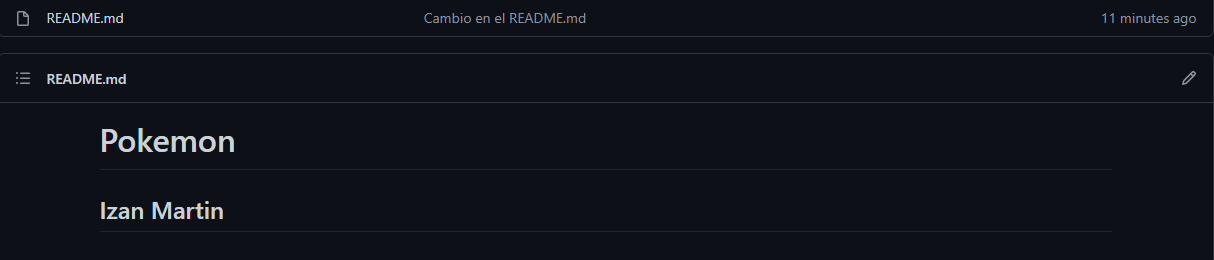 README.md Cambio en el README.md 11 minutes ago
README.md
Pokemon
Izan Martin